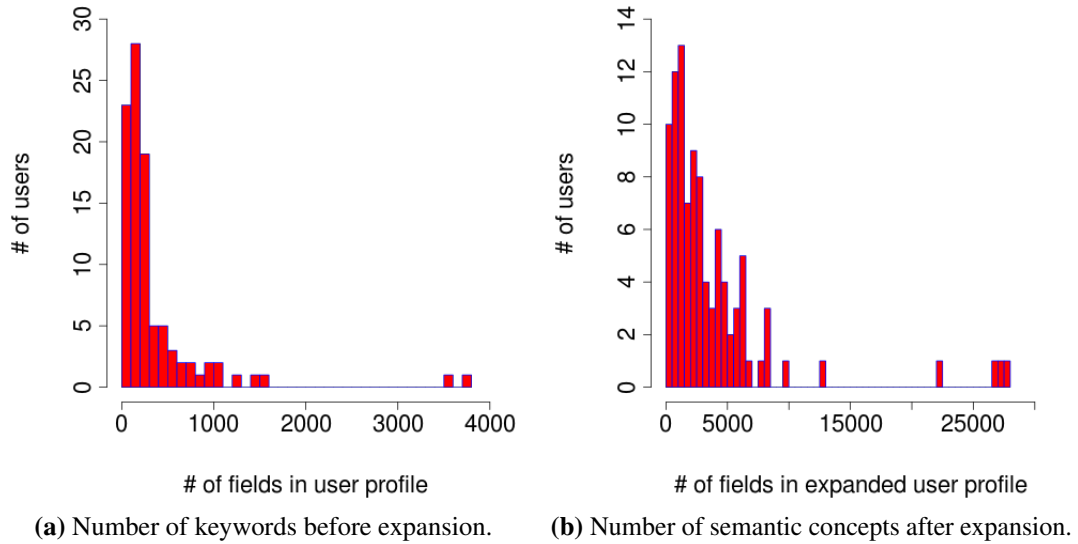 30
25
20
15
10
5
0
# of users
0 1000 2000 3000 4000
# of fields in user profile
(a) Number of keywords before expansion.
14
12
10
8
6
4
2
0
# of users
0 5000 15000 25000
# of fields in expanded user profile
(b) Number of semantic concepts after expansion.